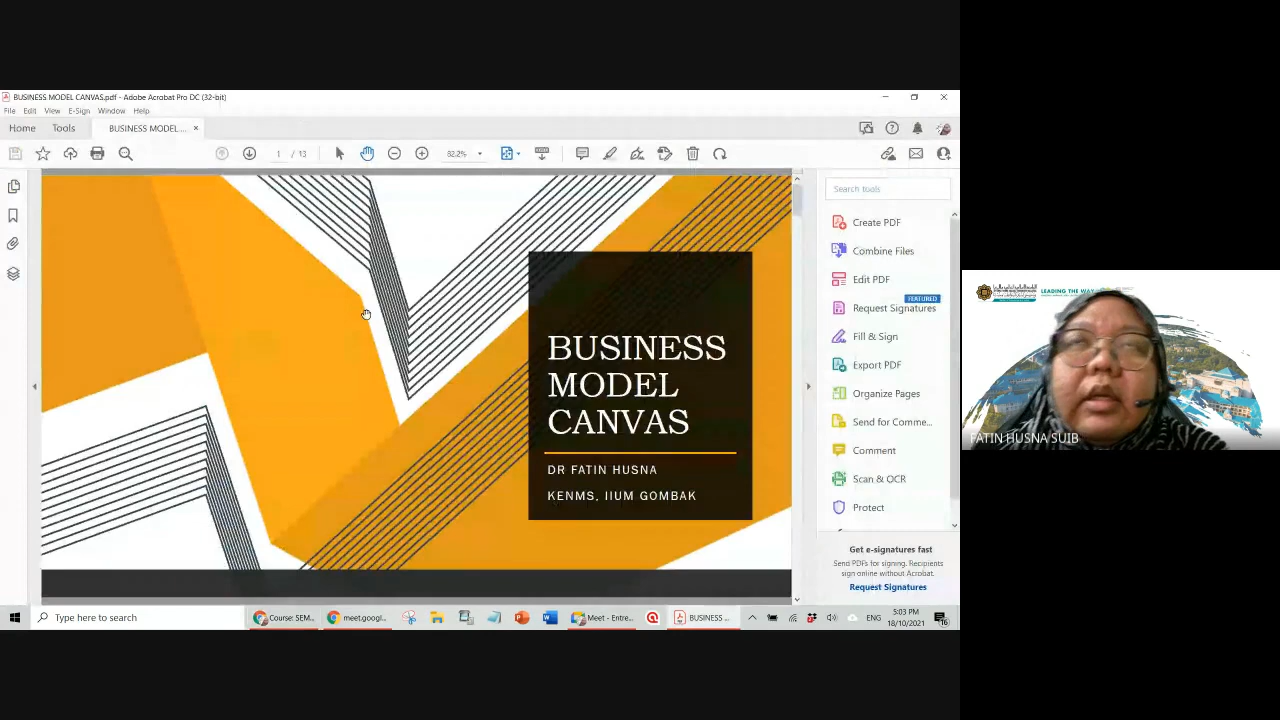 BUSINESS MODEL CANVAS.pdf - Adobe Acrobat Pro DC (32-bit)
File Edit View E-Sign Window Help
Home Tools BUSINESS MODEL... ×
1 / 13 82.2%
Search tools
Create PDF
Combine Files
Edit PDF
FEATURED
Request Signatures
Fill & Sign
Export PDF
Organize Pages
Send for Comme...
Comment
Scan & OCR
Protect
Get e-signatures fast
Send PDFs for signing. Recipients
sign online without Acrobat.
Request Signatures
BUSINESS
MODEL
CANVAS
DR FATIN HUSNA
KENMS, IIUM GOMBAK
LEADING THE WAY
FATIN HUSNA SUIB
Type here to search
Course: SEM...
meet.googl...
Meet - Entre...
BUSINESS ...
ENG
5:03 PM
18/10/2021
16